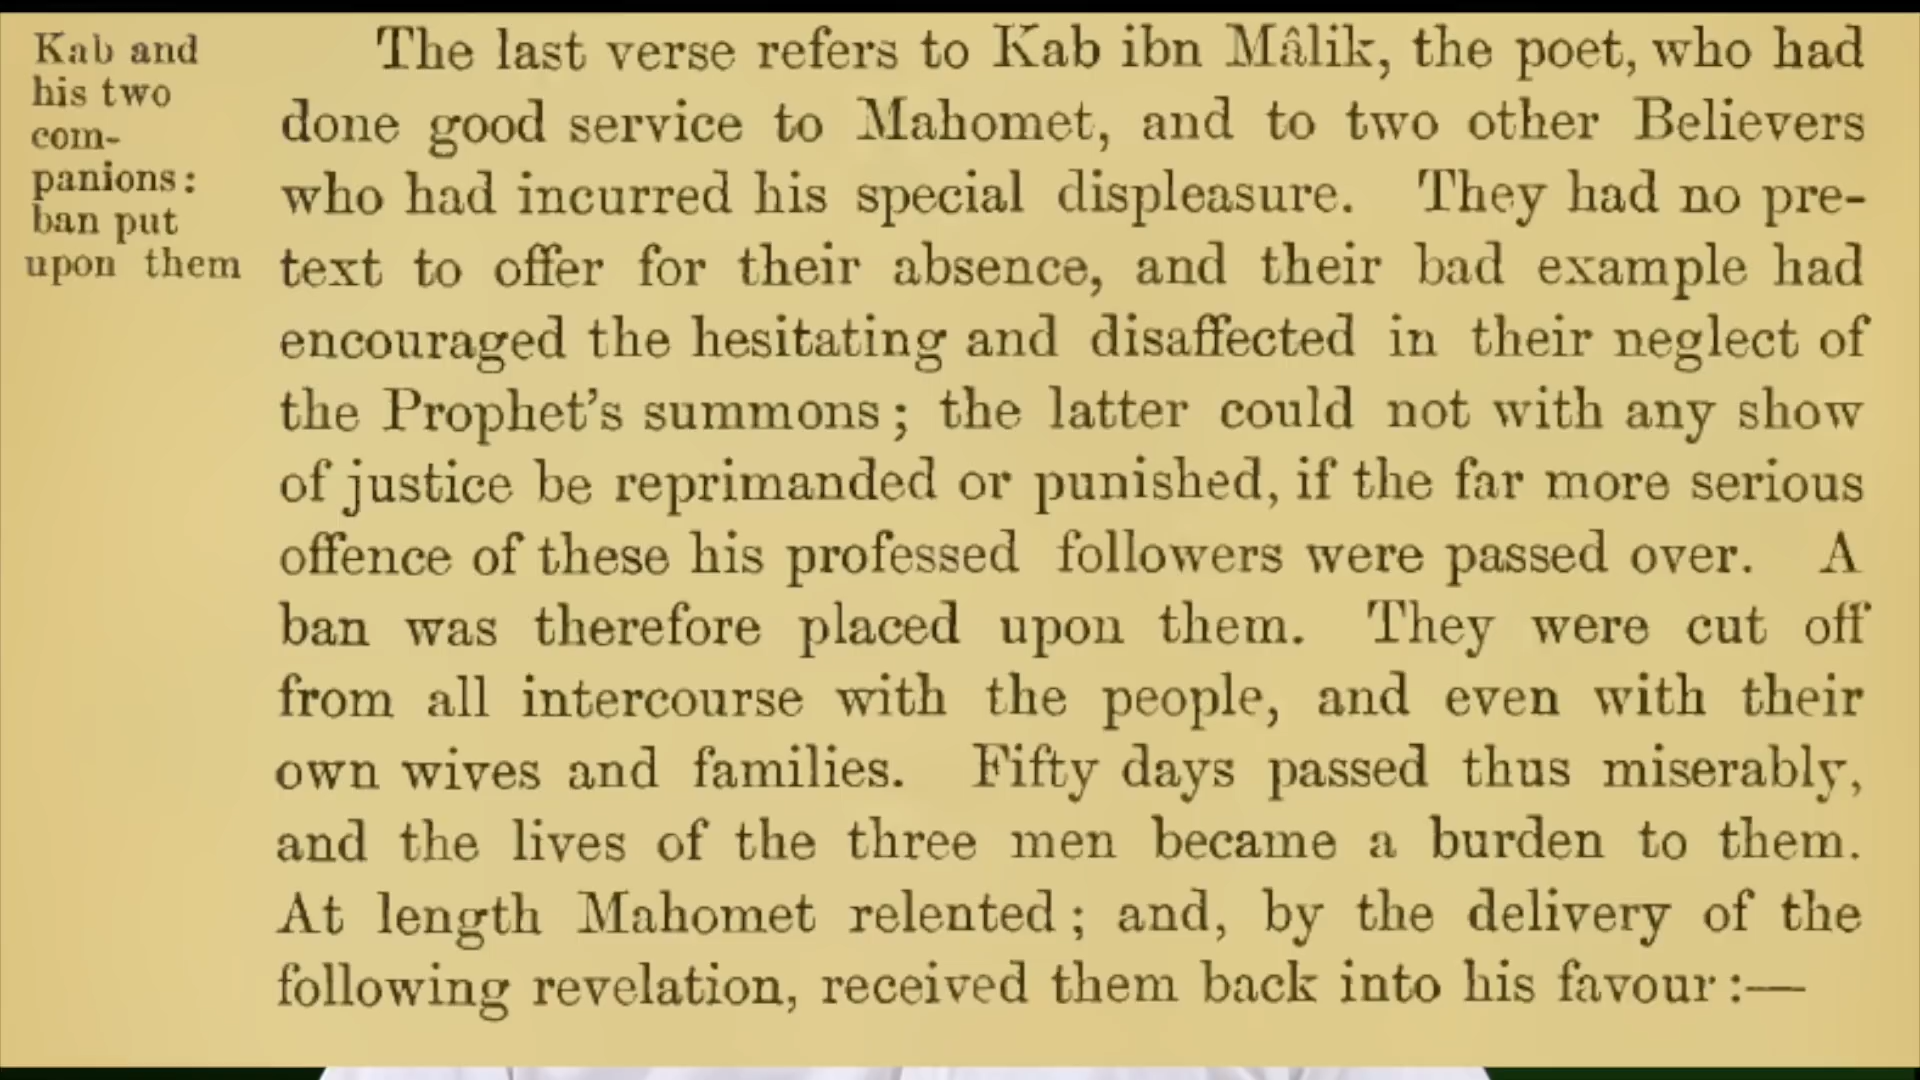 Kab and
his two
com-
panions:
ban put
upon them
The last verse refers to Kab ibn Mâlik, the poet, who had
done good service to Mahomet, and to two other Believers
who had incurred his special displeasure. They had no pre-
text to offer for their absence, and their bad example had
encouraged the hesitating and disaffected in their neglect of
the Prophet's summons; the latter could not with any show
of justice be reprimanded or punished, if the far more serious
offence of these his professed followers were passed over. A
ban was therefore placed upon them. They were cut off
from all intercourse with the people, and even with their
own wives and families. Fifty days passed thus miserably,
and the lives of the three men became a burden to them.
At length Mahomet relented; and, by the delivery of the
following revelation, received them back into his favour:—